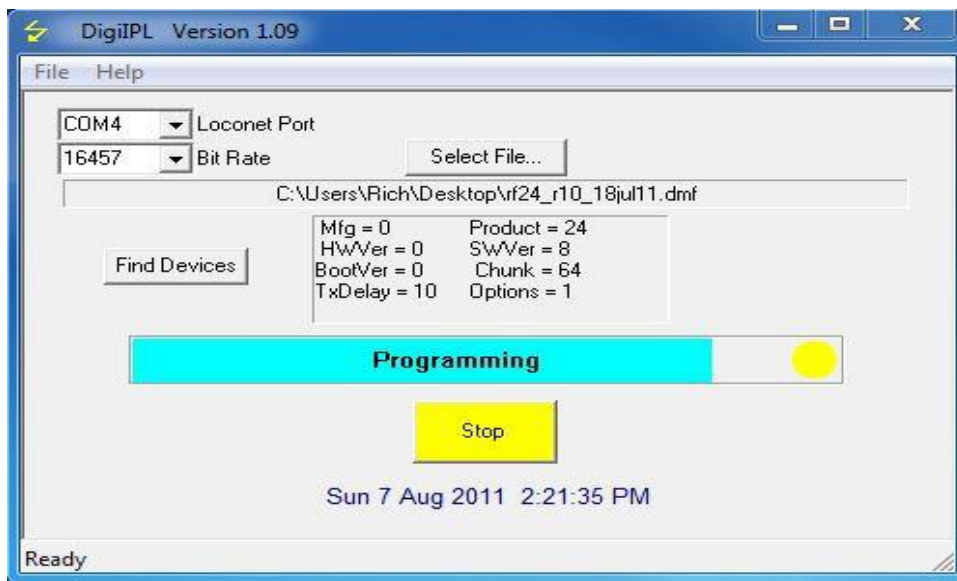 DigiIPL Version 1.09
File Help
COM4 Loconet Port
16457 Bit Rate Select File...
C:\Users\Rich\Desktop\rf24_r10_18jul11.dmf
Mfg = 0 Product = 24
HWVer = 0 SWVer = 8
Find Devices BootVer = 0 Chunk = 64
TxDelay = 10 Options = 1
Programming
Stop
Sun 7 Aug 2011 2:21:35 PM
Ready